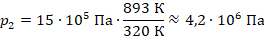 p₂ = 15 · 10⁵ Па · 893 К / 320 К ≈ 4,2 · 10⁶ Па